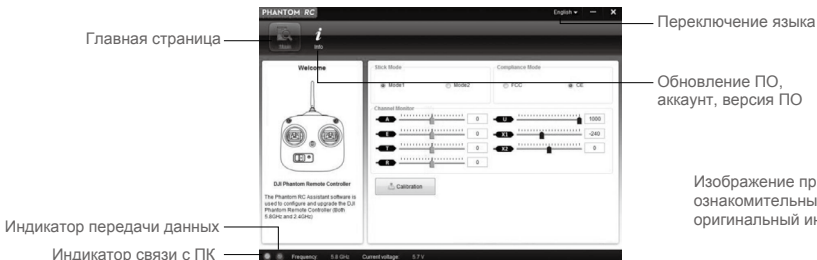 PHANTOM RC
English
Main
Info
Главная страница
Переключение языка
Обновление ПО,
аккаунт, версия ПО
Welcome
DJI Phantom Remote Controller
The Phantom RC Assistant software is
used to configure and upgrade the DJI
Phantom Remote Controller (Both
5.8GHz and 2.4GHz)
Stick Mode
Mode1
Mode2
Compliance Mode
FCC
CE
Channel Monitor
A 0
U 1000
E 0
X1 -240
T 0
X2 0
R 0
Calibration
Изображение пр
ознакомительны
оригинальный ин
Индикатор передачи данных
Индикатор связи с ПК
Frequency: 5.8 GHz Current voltage: 5.7 V